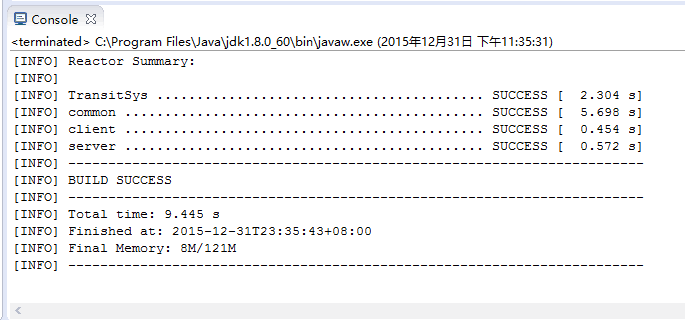 Console
<terminated> C:\Program Files\Java\jdk1.8.0_60\bin\javaw.exe (2015年12月31日 下午11:35:31)
[INFO] Reactor Summary:
[INFO]
[INFO] TransitSys ......................................... SUCCESS [  2.304 s]
[INFO] common ............................................. SUCCESS [  5.698 s]
[INFO] client ............................................. SUCCESS [  0.454 s]
[INFO] server ............................................. SUCCESS [  0.572 s]
[INFO] ------------------------------------------------------------------------
[INFO] BUILD SUCCESS
[INFO] ------------------------------------------------------------------------
[INFO] Total time: 9.445 s
[INFO] Finished at: 2015-12-31T23:35:43+08:00
[INFO] Final Memory: 8M/121M
[INFO] ------------------------------------------------------------------------